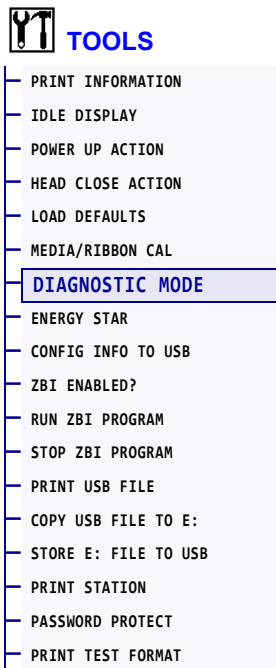 TOOLS
PRINT INFORMATION
IDLE DISPLAY
POWER UP ACTION
HEAD CLOSE ACTION
LOAD DEFAULTS
MEDIA/RIBBON CAL
DIAGNOSTIC MODE
ENERGY STAR
CONFIG INFO TO USB
ZBI ENABLED?
RUN ZBI PROGRAM
STOP ZBI PROGRAM
PRINT USB FILE
COPY USB FILE TO E:
STORE E: FILE TO USB
PRINT STATION
PASSWORD PROTECT
PRINT TEST FORMAT